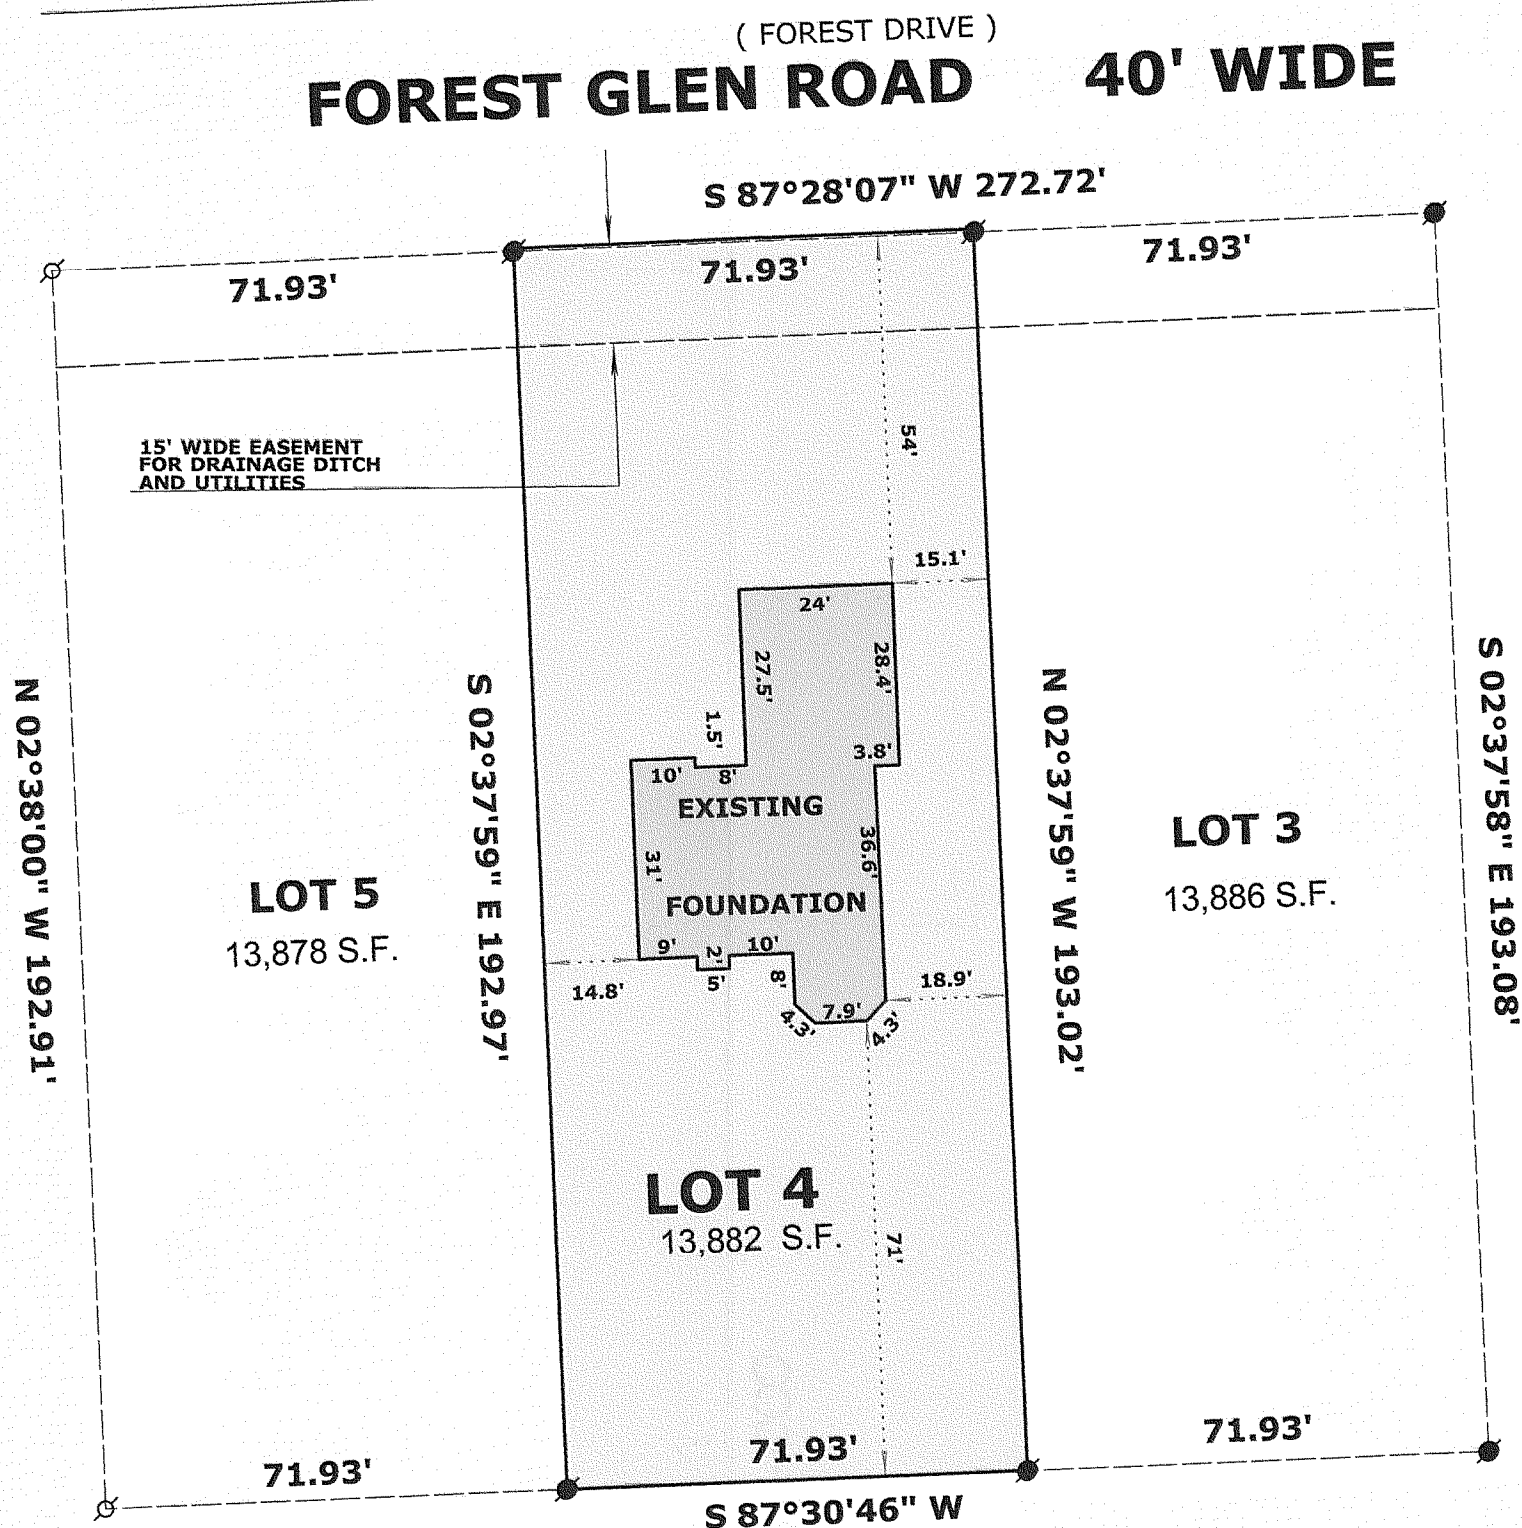 ( FOREST DRIVE )
FOREST GLEN ROAD 40' WIDE
S 87°28'07" W 272.72'
71.93'
71.93'
71.93'
15' WIDE EASEMENT
FOR DRAINAGE DITCH
AND UTILITIES
54'
15.1'
24'
27.5'
28.4'
1.5'
3.8'
10'
8'
EXISTING
36.6'
31'
FOUNDATION
9'
2'
10'
5'
8'
4.3'
7.9'
4.3'
14.8'
18.9'
N 02°38'00" W 192.91'
LOT 5
13,878 S.F.
S 02°37'59" E 192.97'
N 02°37'59" W 193.02'
LOT 3
13,886 S.F.
S 02°37'58" E 193.08'
LOT 4
13,882 S.F.
71'
71.93'
71.93'
71.93'
S 87°30'46" W